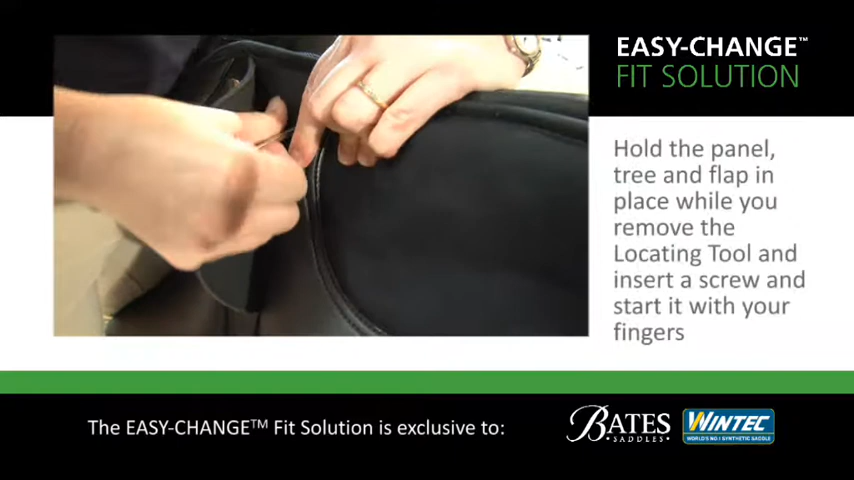 EASY-CHANGE™
FIT SOLUTION
Hold the panel,
tree and flap in
place while you
remove the
Locating Tool and
insert a screw and
start it with your
fingers
The EASY-CHANGE™ Fit Solution is exclusive to:
BATES
SADDLES
WINTEC
WORLD'S NO.1 SYNTHETIC SADDLE